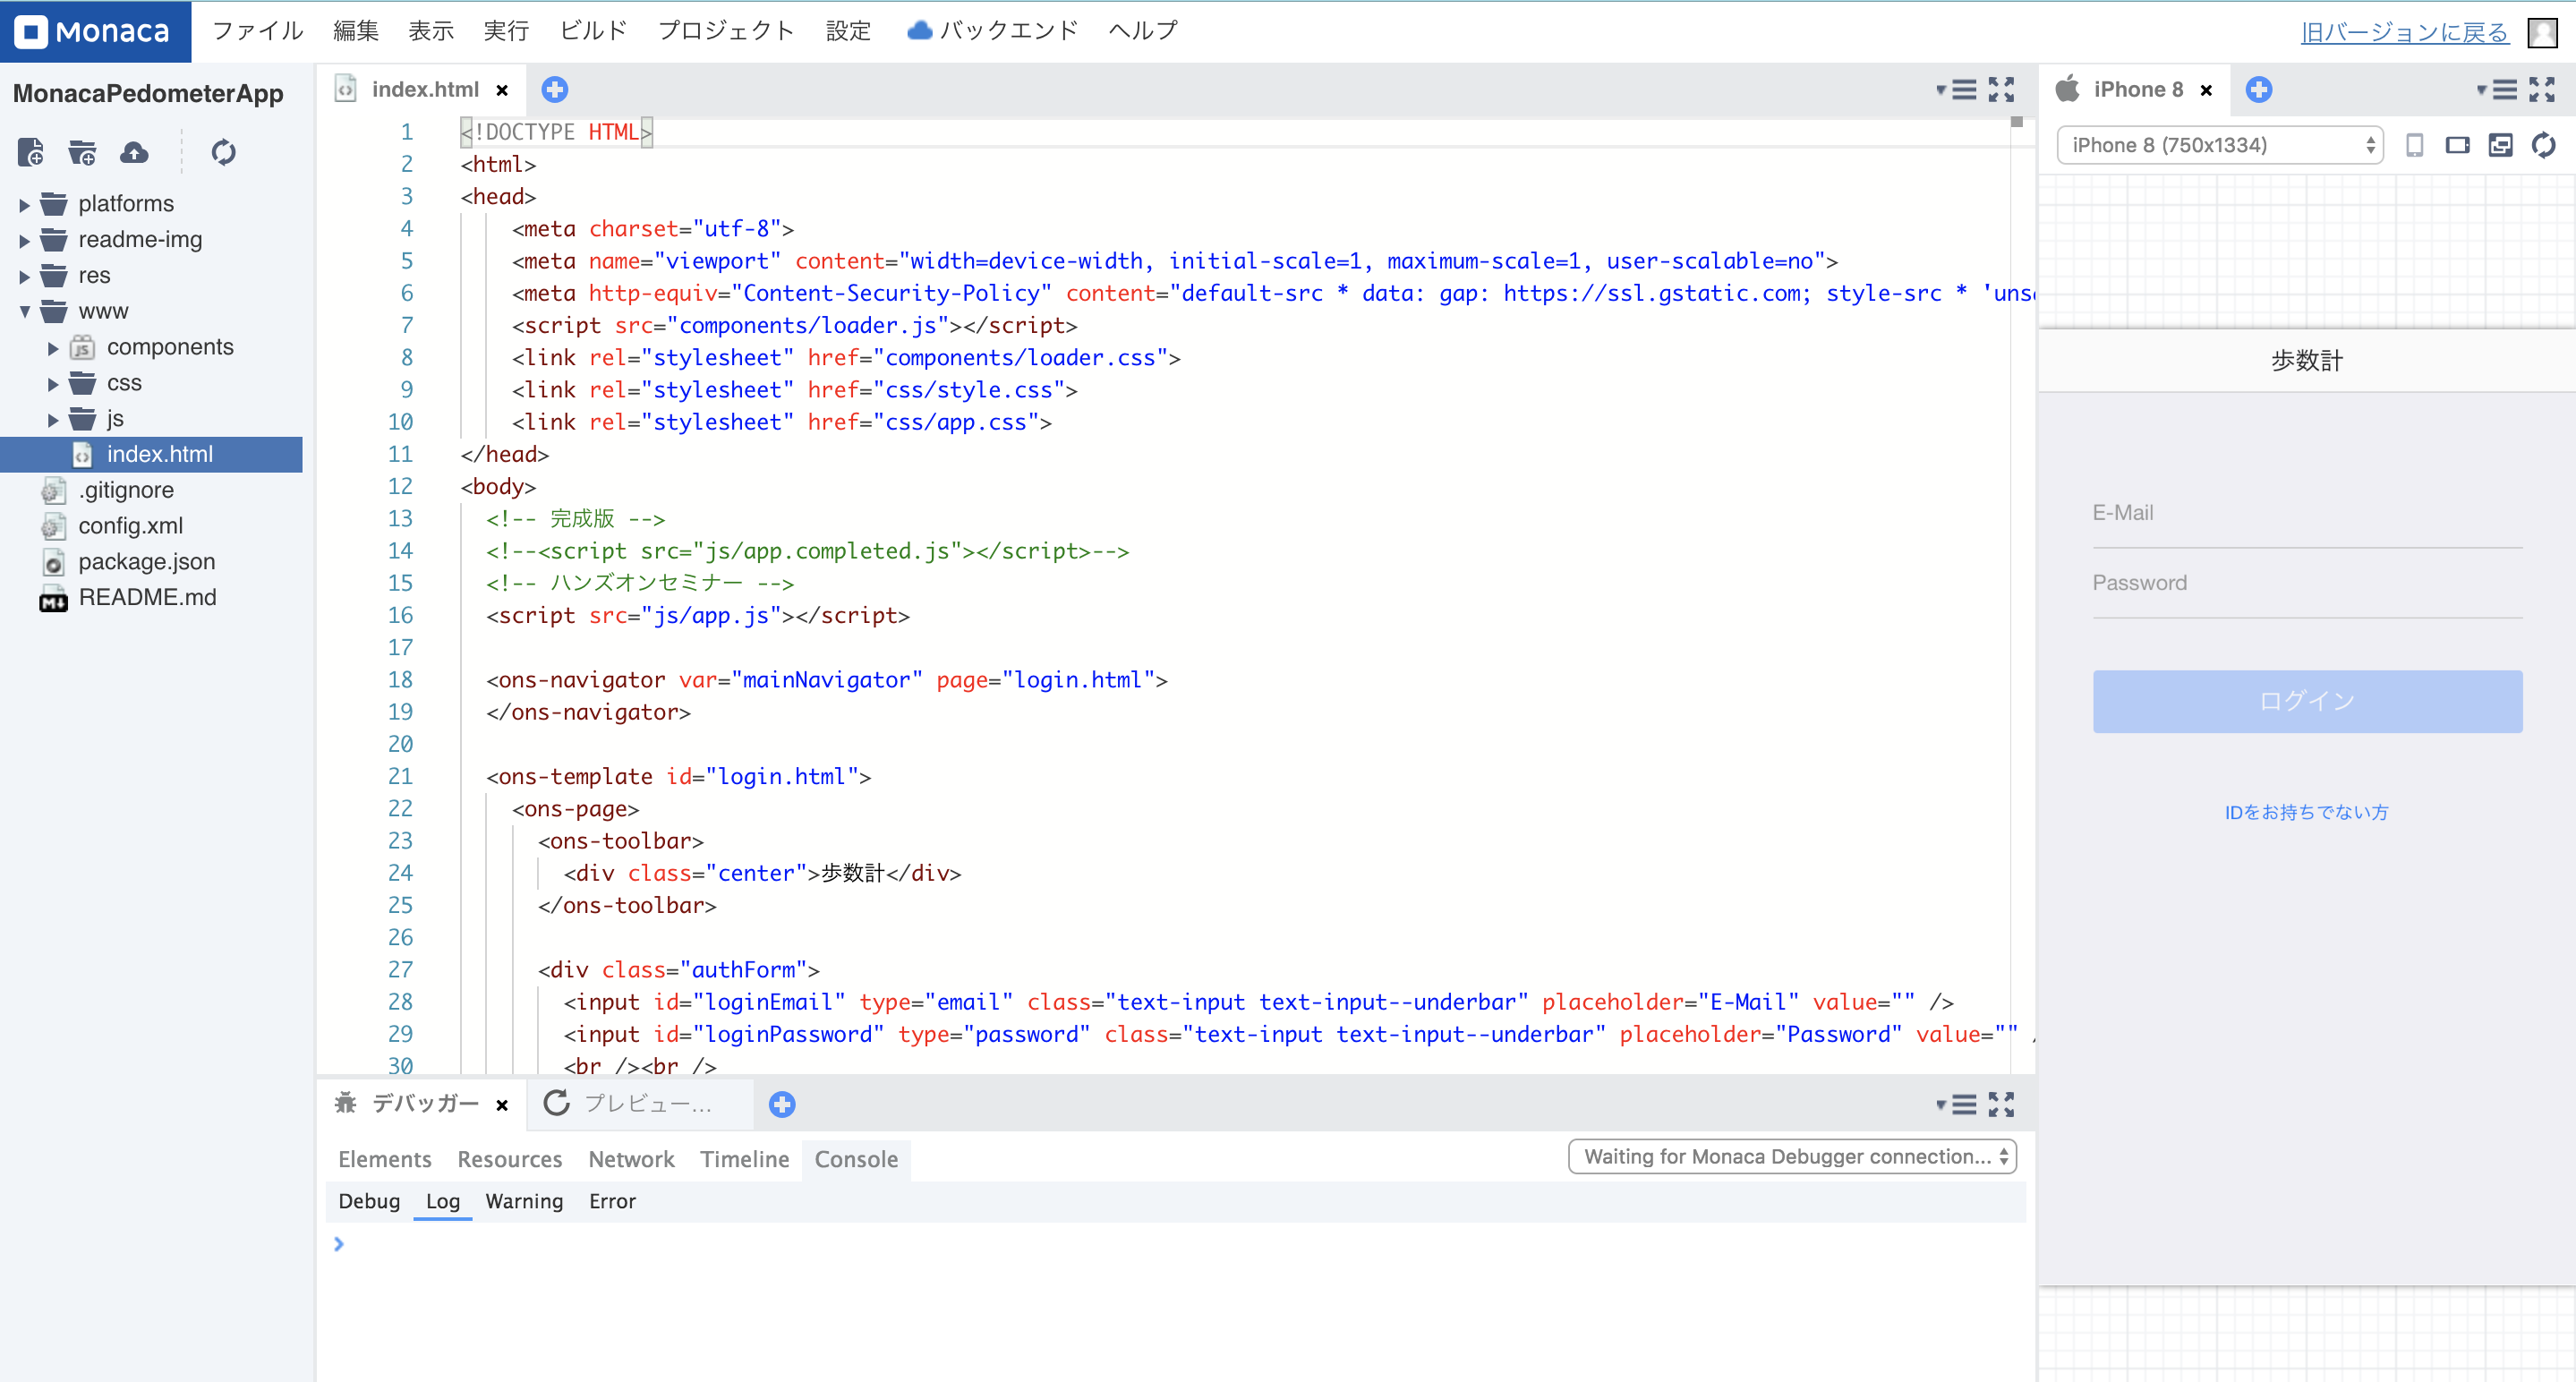 Monaca ファイル 編集 表示 実行 ビルド プロジェクト 設定 バックエンド ヘルプ 旧バージョンに戻る
MonacaPedometerApp
platforms
readme-img
res
www
components
JS
css
js
index.html
.gitignore
config.xml
package.json
README.md
index.html
1 <!DOCTYPE HTML>
2 <html>
3 <head>
4 <meta charset="utf-8">
5 <meta name="viewport" content="width=device-width, initial-scale=1, maximum-scale=1, user-scalable=no">
6 <meta http-equiv="Content-Security-Policy" content="default-src * data: gap: https://ssl.gstatic.com; style-src * 'uns
7 <script src="components/loader.js"></script>
8 <link rel="stylesheet" href="components/loader.css">
9 <link rel="stylesheet" href="css/style.css">
10 <link rel="stylesheet" href="css/app.css">
11 </head>
12 <body>
13 <!-- 完成版 -->
14 <!--<script src="js/app.completed.js"></script>-->
15 <!-- ハンズオンセミナー -->
16 <script src="js/app.js"></script>
17
18 <ons-navigator var="mainNavigator" page="login.html">
19 </ons-navigator>
20
21 <ons-template id="login.html">
22 <ons-page>
23 <ons-toolbar>
24 <div class="center">歩数計</div>
25 </ons-toolbar>
26
27 <div class="authForm">
28 <input id="loginEmail" type="email" class="text-input text-input--underbar" placeholder="E-Mail" value="" />
29 <input id="loginPassword" type="password" class="text-input text-input--underbar" placeholder="Password" value="" /
30 <br /><br />
デバッガー プレビュー...
Elements Resources Network Timeline Console Waiting for Monaca Debugger connection...
Debug Log Warning Error
iPhone 8
iPhone 8 (750x1334)
歩数計
E-Mail
Password
ログイン
IDをお持ちでない方